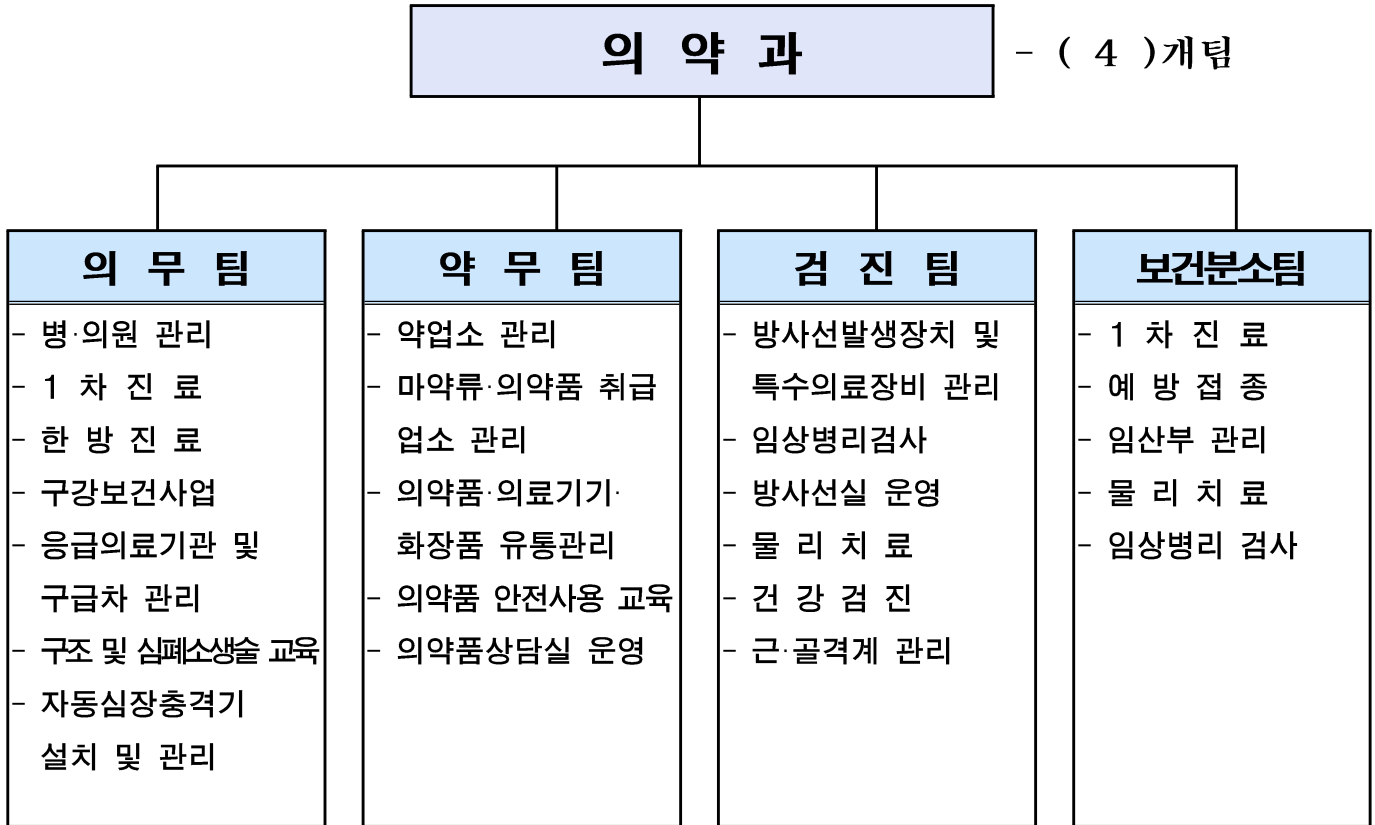 의 약 과
- ( 4 )개팀
의 무 팀
- 병·의원 관리
- 1 차 진 료
- 한 방 진 료
- 구강보건사업
- 응급의료기관 및
구급차 관리
- 구조 및 심폐소생술 교육
- 자동심장충격기
설치 및 관리
약 무 팀
- 약업소 관리
- 마약류·의약품 취급
업소 관리
- 의약품·의료기기·
화장품 유통관리
- 의약품 안전사용 교육
- 의약품상담실 운영
검 진 팀
- 방사선발생장치 및
특수의료장비 관리
- 임상병리검사
- 방사선실 운영
- 물 리 치 료
- 건 강 검 진
- 근·골격계 관리
보건분소팀
- 1 차 진 료
- 예 방 접 종
- 임산부 관리
- 물 리 치 료
- 임상병리 검사